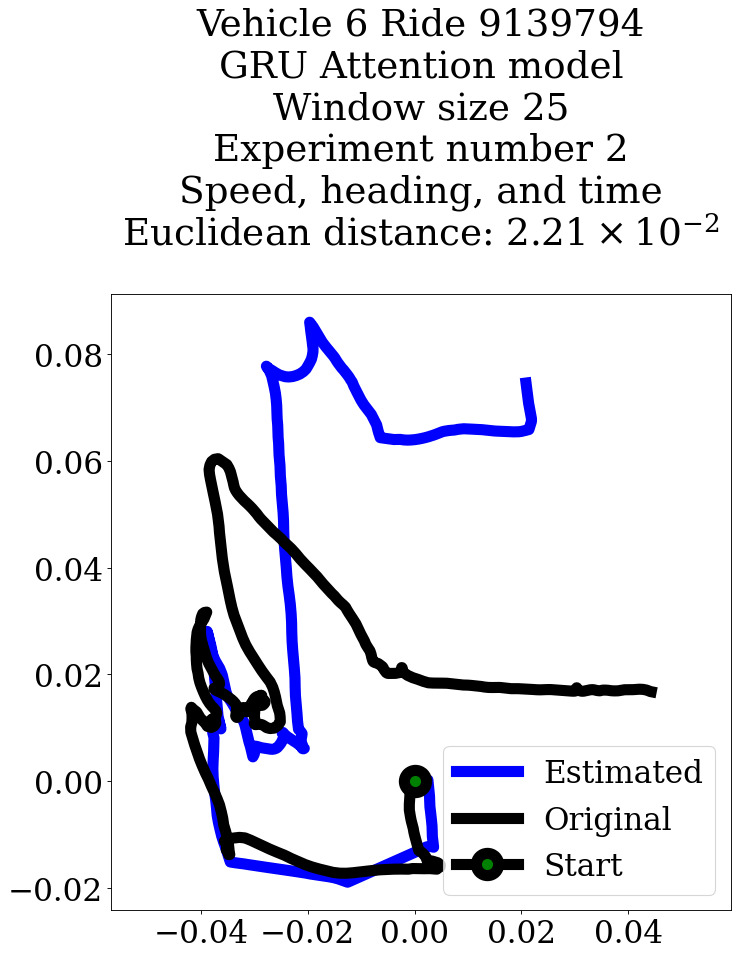 Vehicle 6 Ride 9139794
GRU Attention model
Window size 25
Experiment number 2
Speed, heading, and time
Euclidean distance: 2.21 × 10⁻²
0.08
0.06
0.04
0.02
0.00
−0.02
Estimated
Original
Start
−0.04 −0.02 0.00 0.02 0.04